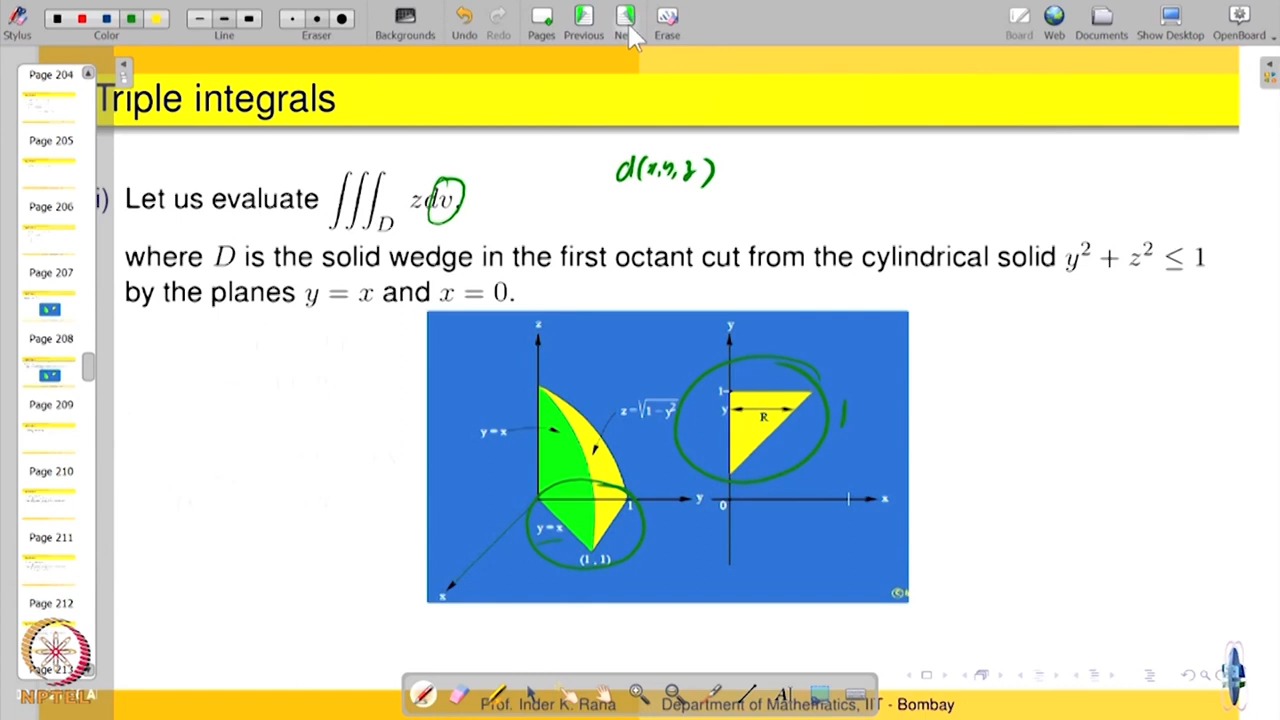 Stylus
Color
Line
Eraser
Backgrounds
Undo
Redo
Pages
Previous
Erase
Board
Web
Documents
Show Desktop
OpenBoard
Page 204
Page 205
Page 206
Page 207
Page 208
Page 209
Page 210
Page 211
Page 212
Page 213
Triple integrals
d(x,y,z)
i) Let us evaluate ∭_D zdv,
where D is the solid wedge in the first octant cut from the cylindrical solid y² + z² ≤ 1
by the planes y = x and x = 0.
z
y = x
z = √(1 − y²)
y
1
y = x
(1 , 1)
x
y
1
y
R
0
x
1
NPTEL
Prof. Inder K. Rana
Department of Mathematics, IIT - Bombay